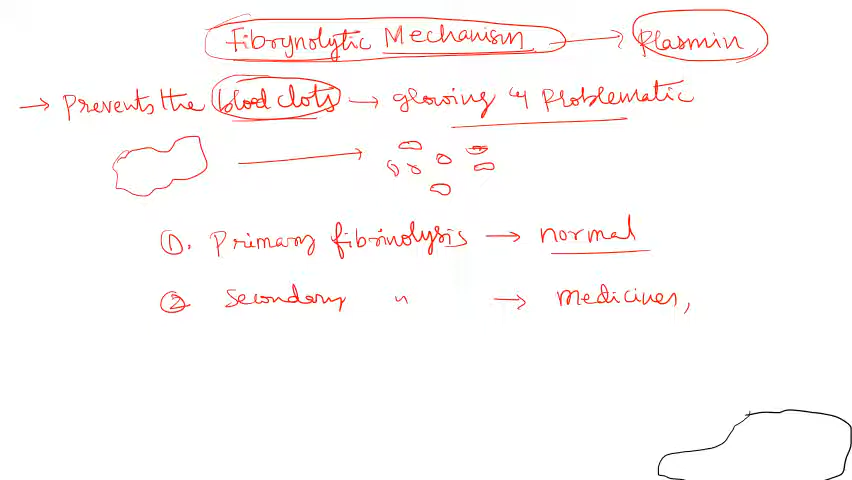 Fibrynolytic Mechanism → Plasmin
→ Prevents the blood clots → glowing 4 Problematic
①. Primary fibrinolysis → normal
② Secondary " → Medicines,